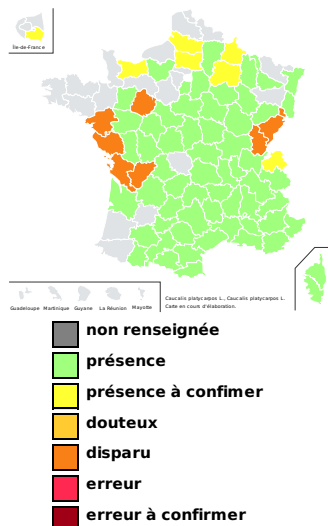 Île-de-France
Guadeloupe Martinique Guyane La Réunion Mayotte
Caucalis platycarpos L., Caucalis platycarpos L.
Carte en cours d'élaboration.
non renseignée
présence
présence à confimer
douteux
disparu
erreur
erreur à confirmer